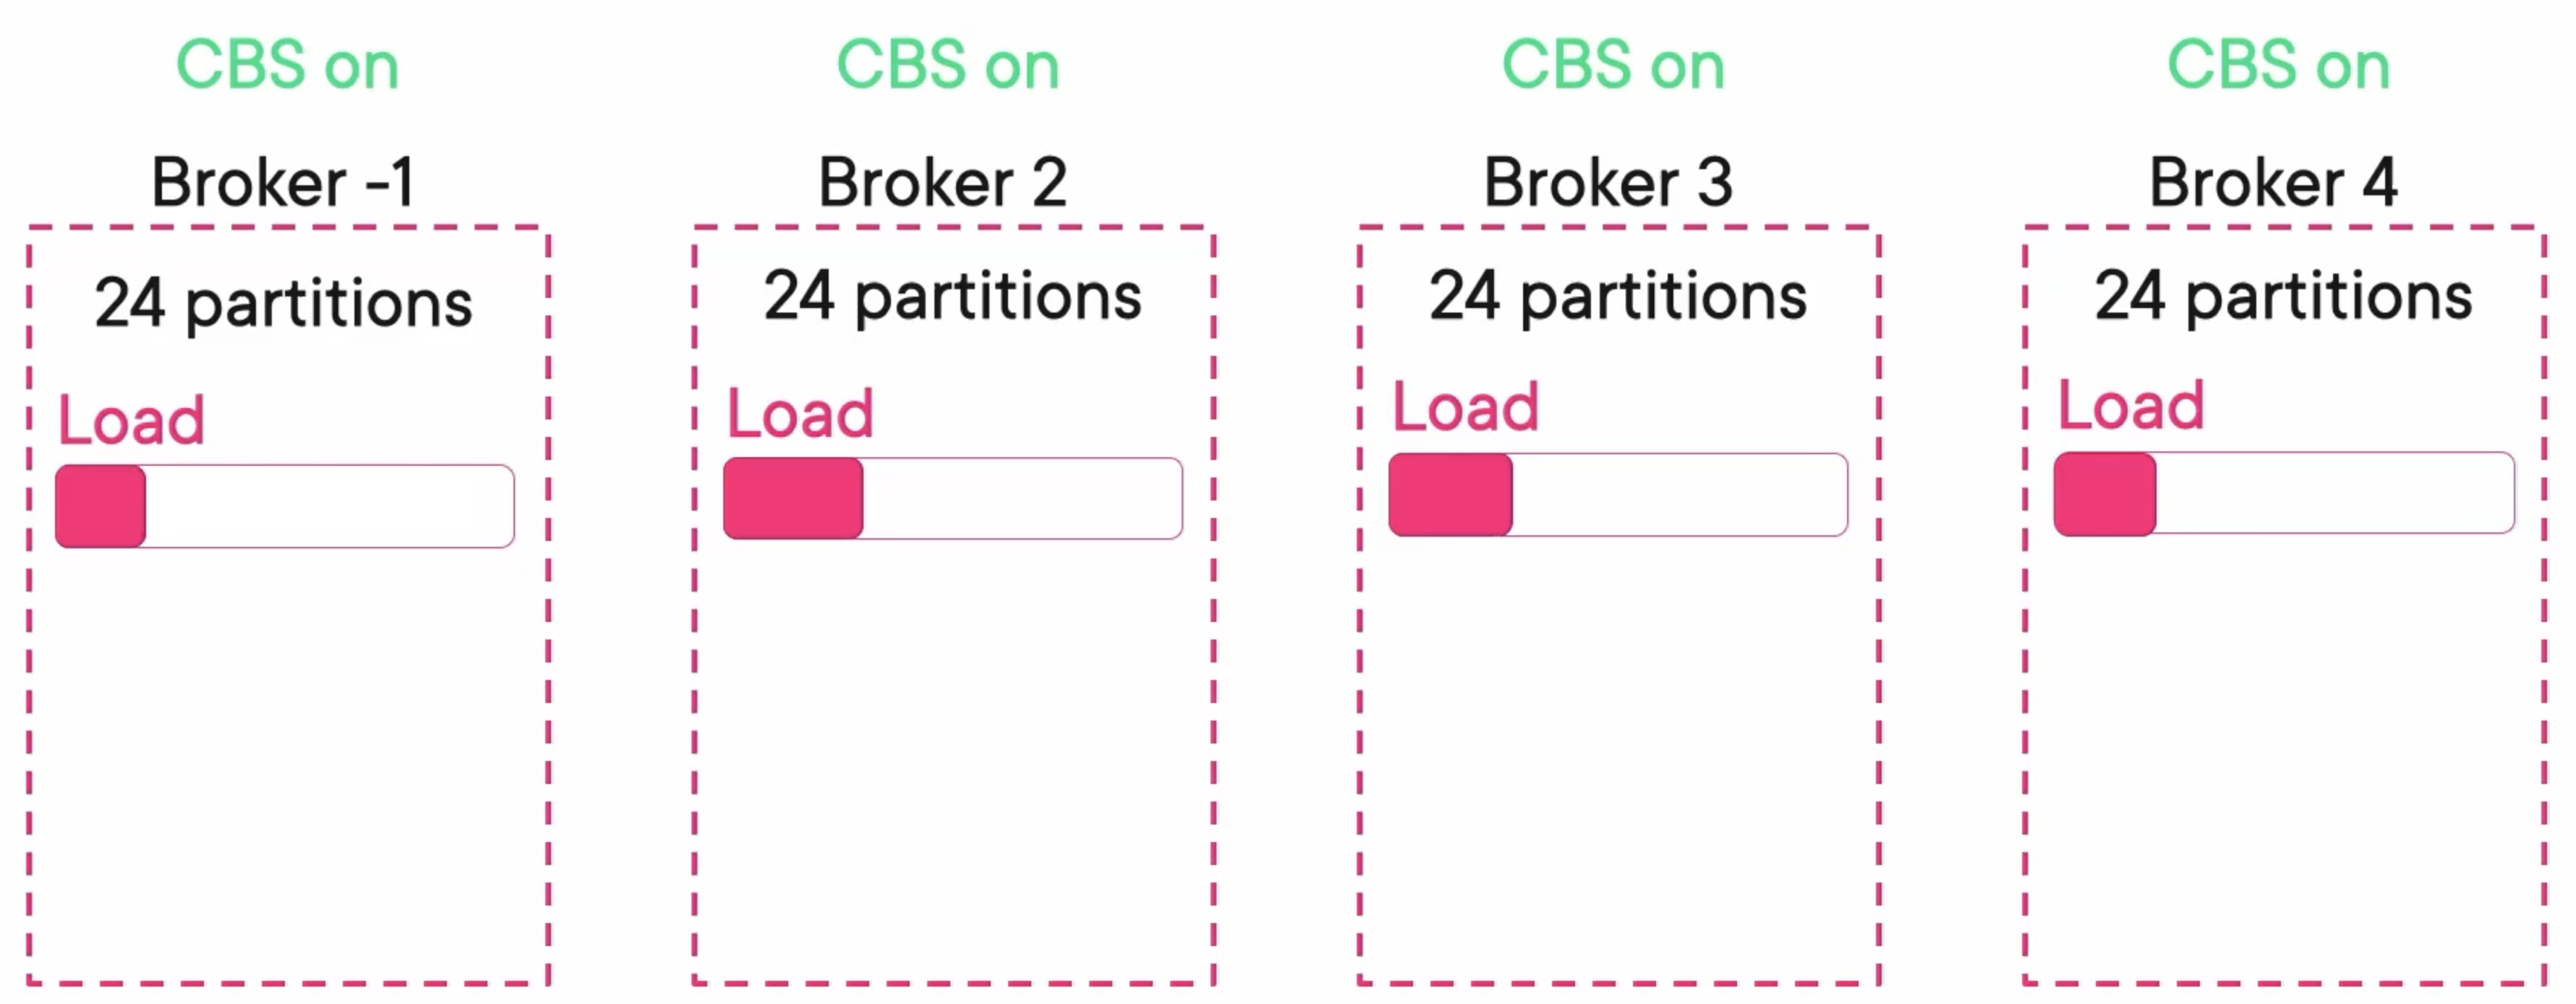 CBS on
Broker -1
24 partitions
Load
CBS on
Broker 2
24 partitions
Load
CBS on
Broker 3
24 partitions
Load
CBS on
Broker 4
24 partitions
Load